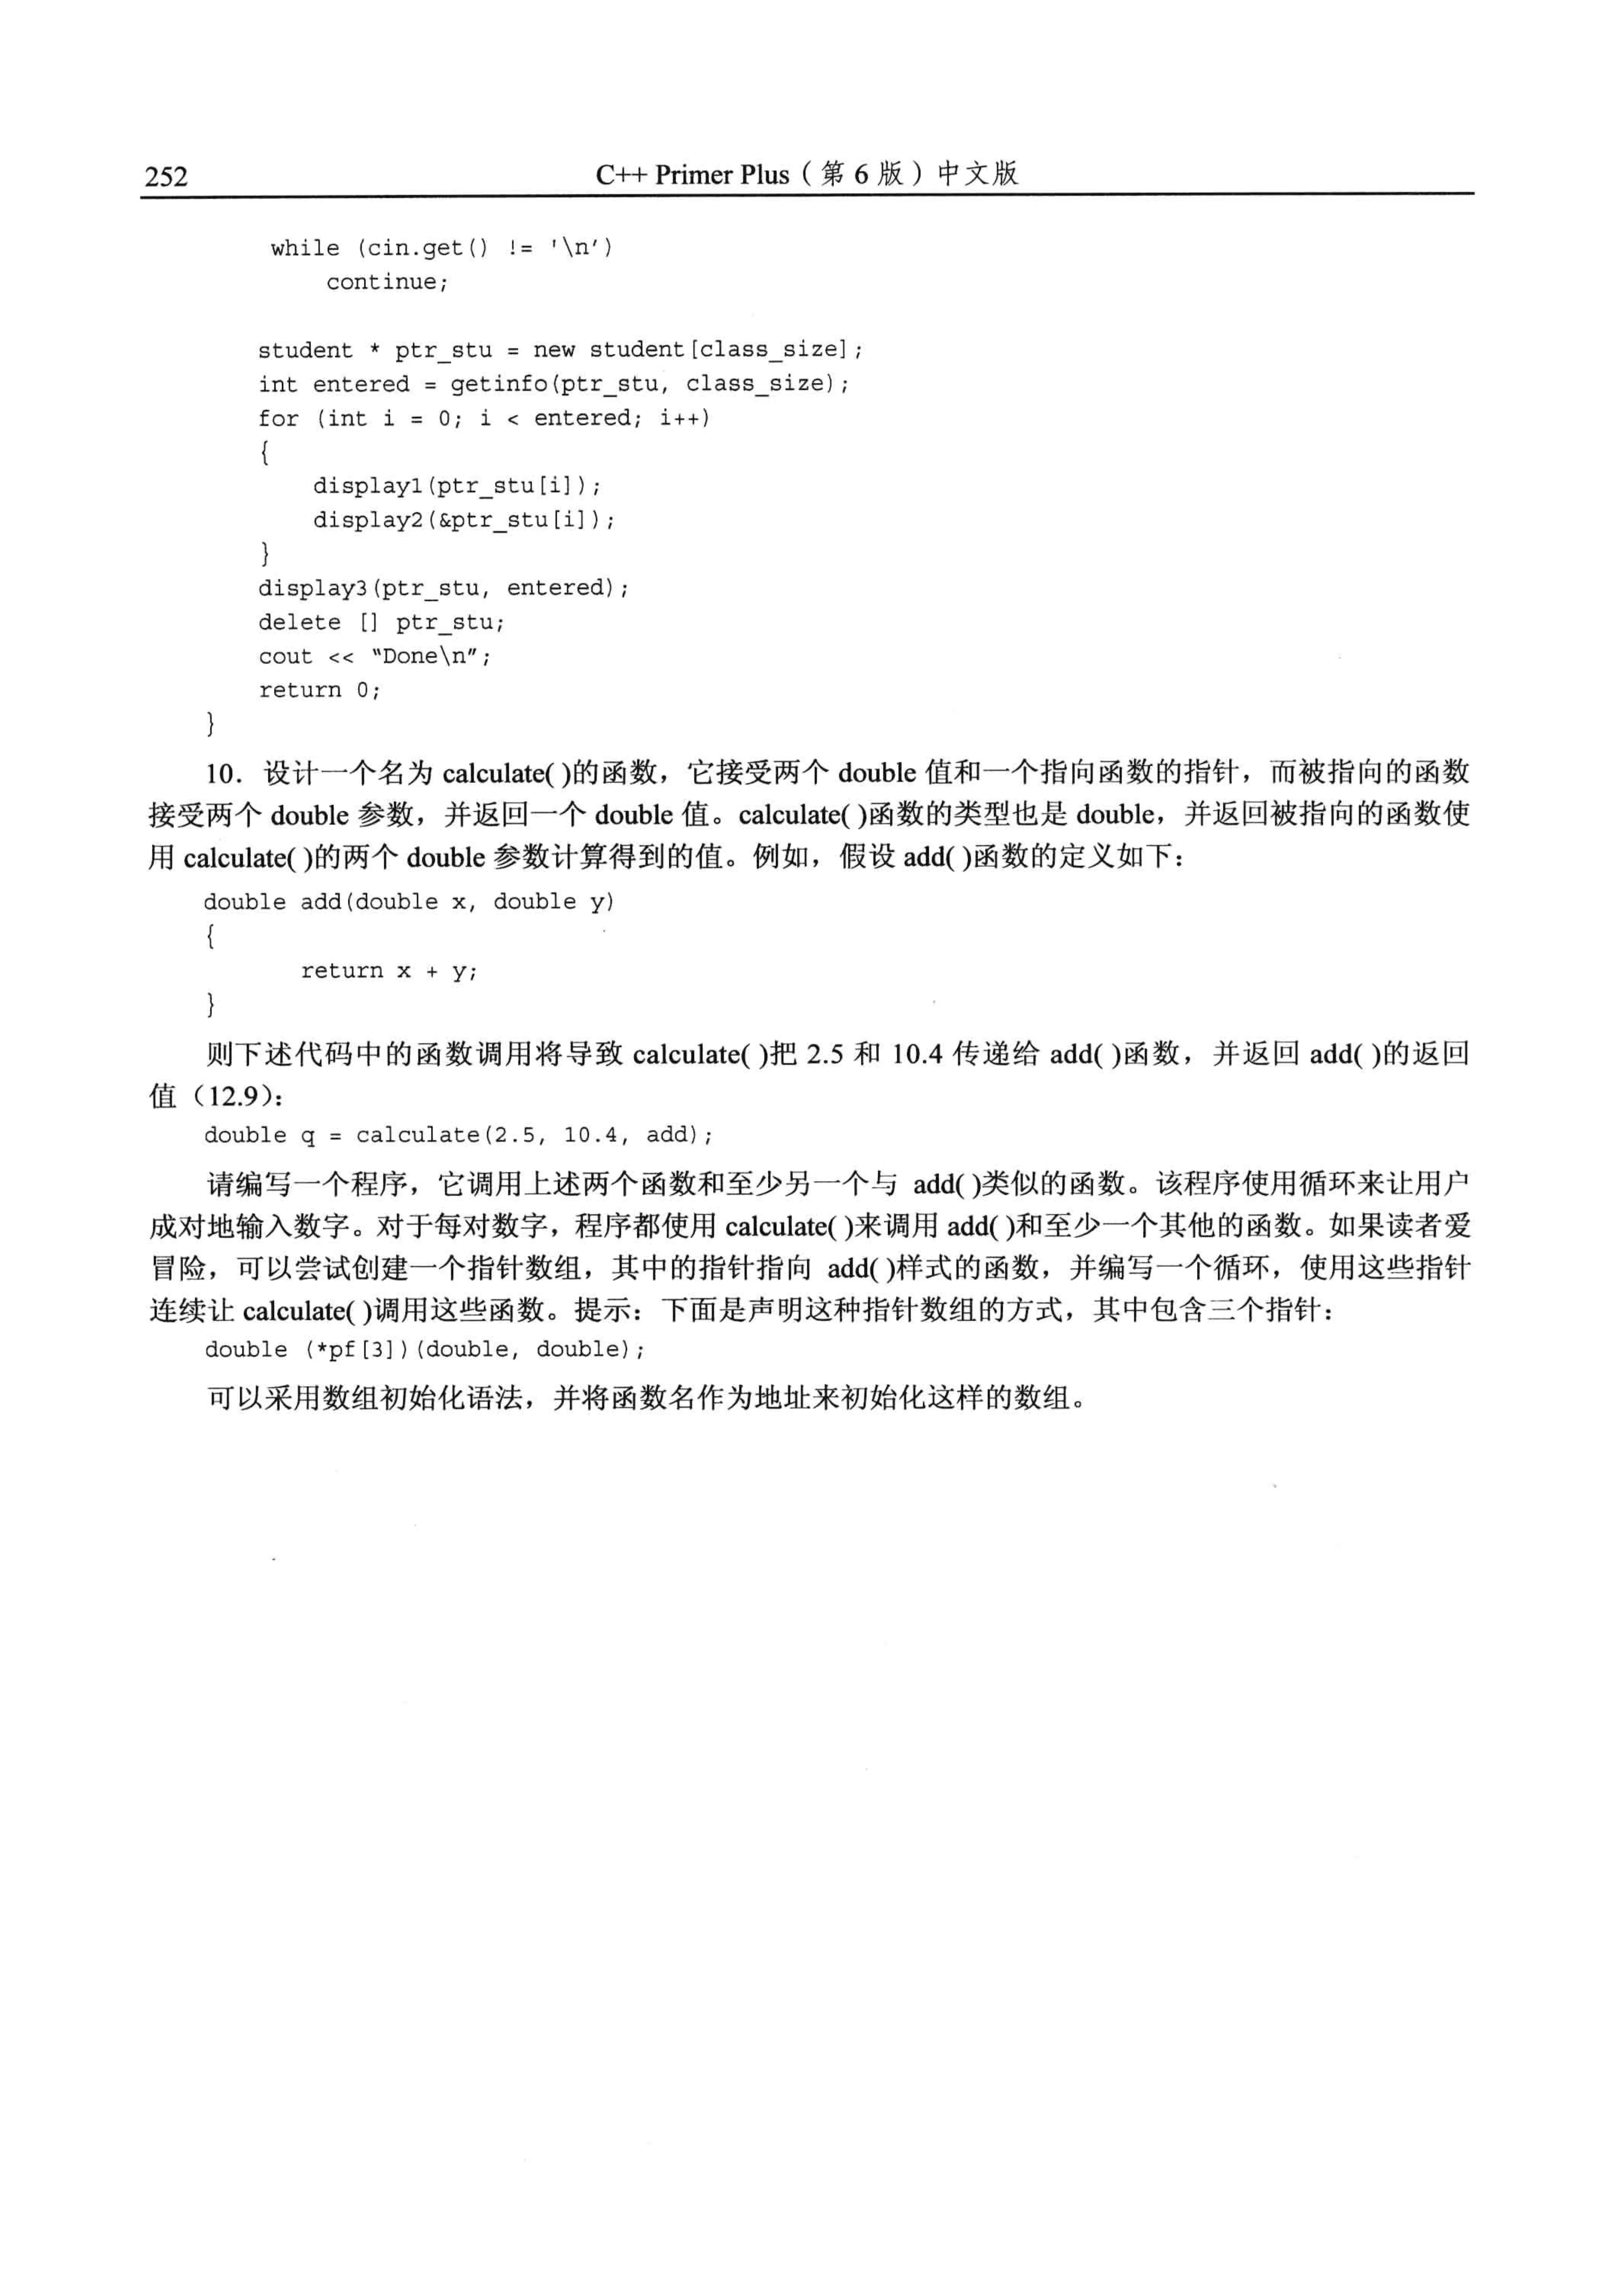 252
C++ Primer Plus（第 6 版）中文版
while (cin.get() != '\n')
continue;
student * ptr_stu = new student[class_size];
int entered = getinfo(ptr_stu, class_size);
for (int i = 0; i < entered; i++)
{
display1(ptr_stu[i]);
display2(&ptr_stu[i]);
}
display3(ptr_stu, entered);
delete [] ptr_stu;
cout << "Done\n";
return 0;
}
10．设计一个名为 calculate( )的函数，它接受两个 double 值和一个指向函数的指针，而被指向的函数
接受两个 double 参数，并返回一个 double 值。calculate( )函数的类型也是 double，并返回被指向的函数使
用 calculate( )的两个 double 参数计算得到的值。例如，假设 add( )函数的定义如下：
double add(double x, double y)
{
return x + y;
}
则下述代码中的函数调用将导致 calculate( )把 2.5 和 10.4 传递给 add( )函数，并返回 add( )的返回
值（12.9）：
double q = calculate(2.5, 10.4, add);
请编写一个程序，它调用上述两个函数和至少另一个与 add( )类似的函数。该程序使用循环来让用户
成对地输入数字。对于每对数字，程序都使用 calculate( )来调用 add( )和至少一个其他的函数。如果读者爱
冒险，可以尝试创建一个指针数组，其中的指针指向 add( )样式的函数，并编写一个循环，使用这些指针
连续让 calculate( )调用这些函数。提示：下面是声明这种指针数组的方式，其中包含三个指针：
double (*pf[3])(double, double);
可以采用数组初始化语法，并将函数名作为地址来初始化这样的数组。